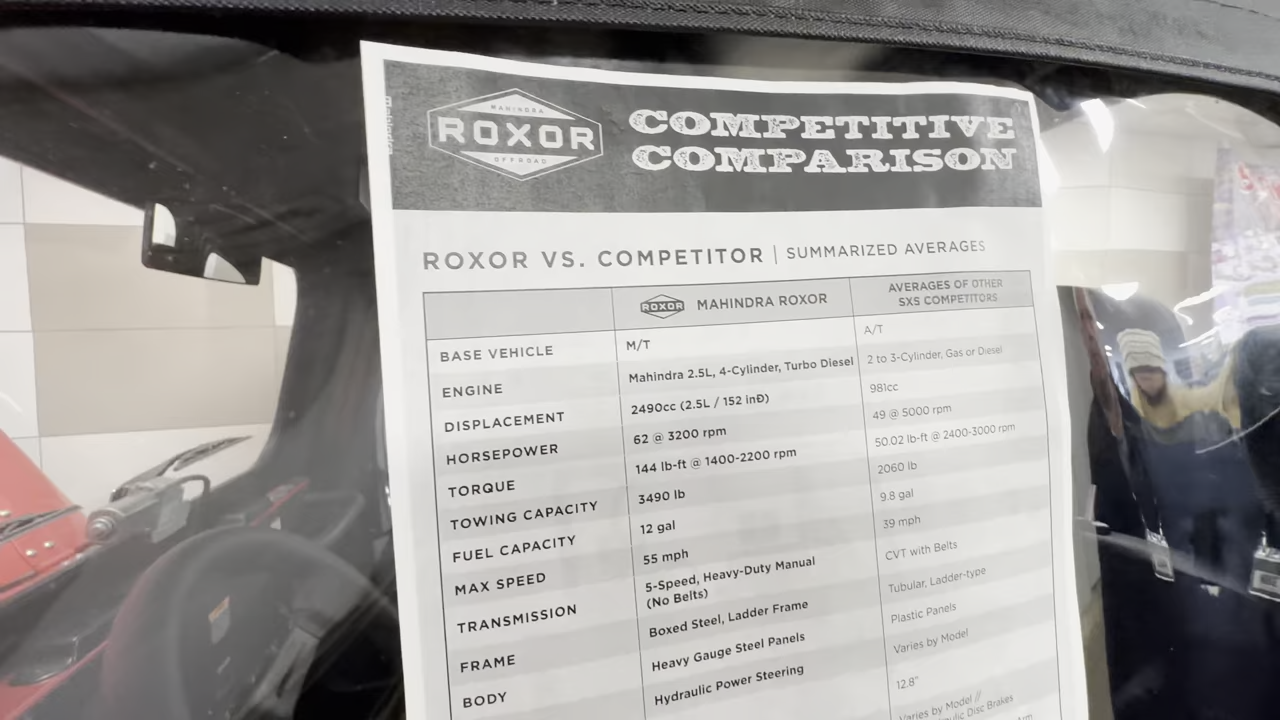 MAHINDRA
ROXOR
OFFROAD
COMPETITIVE
COMPARISON
ROXOR VS. COMPETITOR | SUMMARIZED AVERAGES
ROXOR MAHINDRA ROXOR
AVERAGES OF OTHER
SXS COMPETITORS
BASE VEHICLE M/T A/T
ENGINE Mahindra 2.5L, 4-Cylinder, Turbo Diesel 2 to 3-Cylinder, Gas or Diesel
DISPLACEMENT 2490cc (2.5L / 152 inÐ) 981cc
HORSEPOWER 62 @ 3200 rpm 49 @ 5000 rpm
TORQUE 144 lb-ft @ 1400-2200 rpm 50.02 lb-ft @ 2400-3000 rpm
TOWING CAPACITY 3490 lb 2060 lb
FUEL CAPACITY 12 gal 9.8 gal
MAX SPEED 55 mph 39 mph
TRANSMISSION 5-Speed, Heavy-Duty Manual CVT with Belts
(No Belts)
FRAME Boxed Steel, Ladder Frame Tubular, Ladder-type
BODY Heavy Gauge Steel Panels Plastic Panels
Hydraulic Power Steering Varies by Model
12.8"
Varies by Model //
Disc Brakes